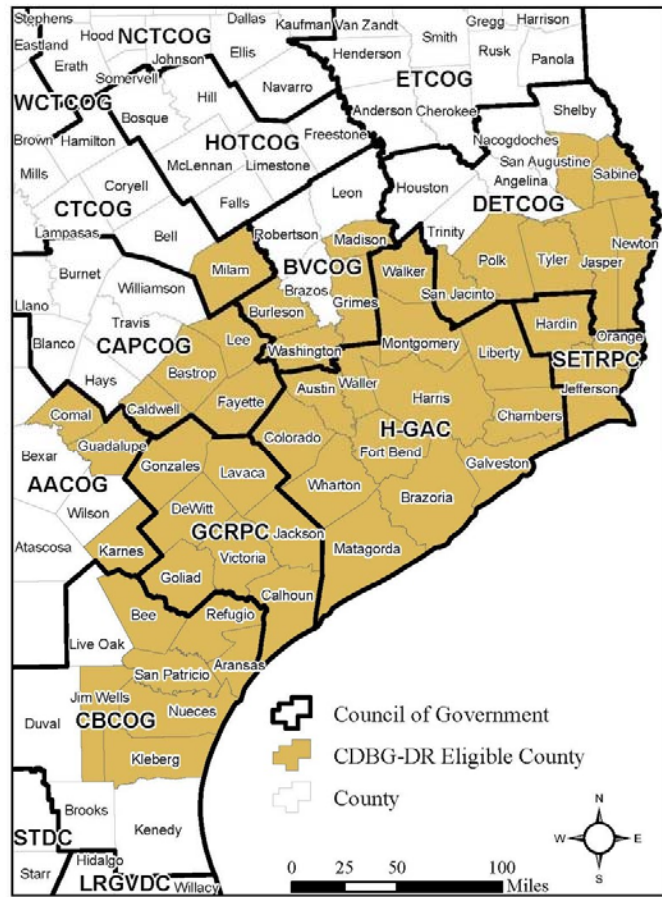 Stephens
Dallas
Gregg
Harrison
Hood
NCTCOG
Kaufman
Van Zandt
Smith
Eastland
Ellis
Henderson
Rusk
Panola
Erath
Johnson
Somervell
Navarro
ETCOG
Hill
WCTCOG
Bosque
Anderson
Cherokee
Shelby
Brown
Hamilton
HOTCOG
Freestone
Nacogdoches
McLennan
Limestone
San Augustine
Sabine
Mills
Coryell
Leon
Houston
Angelina
CTCOG
Falls
DETCOG
Lampasas
Bell
Robertson
Madison
Trinity
Newton
Burnet
Milam
BVCOG
Walker
Polk
Tyler
Jasper
Williamson
Brazos
Grimes
San Jacinto
Llano
Burleson
Travis
Lee
Washington
Montgomery
Liberty
Hardin
Orange
Blanco
CAPCOG
Bastrop
Austin
Waller
SETRPC
Hays
Fayette
Harris
Jefferson
Comal
Caldwell
Colorado
H-GAC
Chambers
Guadalupe
Bexar
Gonzales
Lavaca
Fort Bend
Galveston
AACOG
Wharton
Wilson
DeWitt
Brazoria
GCRPC
Jackson
Atascosa
Karnes
Victoria
Matagorda
Goliad
Calhoun
Bee
Refugio
Live Oak
Aransas
San Patricio
Jim Wells
Nueces
Duval
CBCOG
Kleberg
Council of Government
CDBG-DR Eligible County
County
Brooks
Kenedy
STDC
Hidalgo
Starr
LRGVDC
Willacy
N
W
E
S
0 25 50 100
Miles